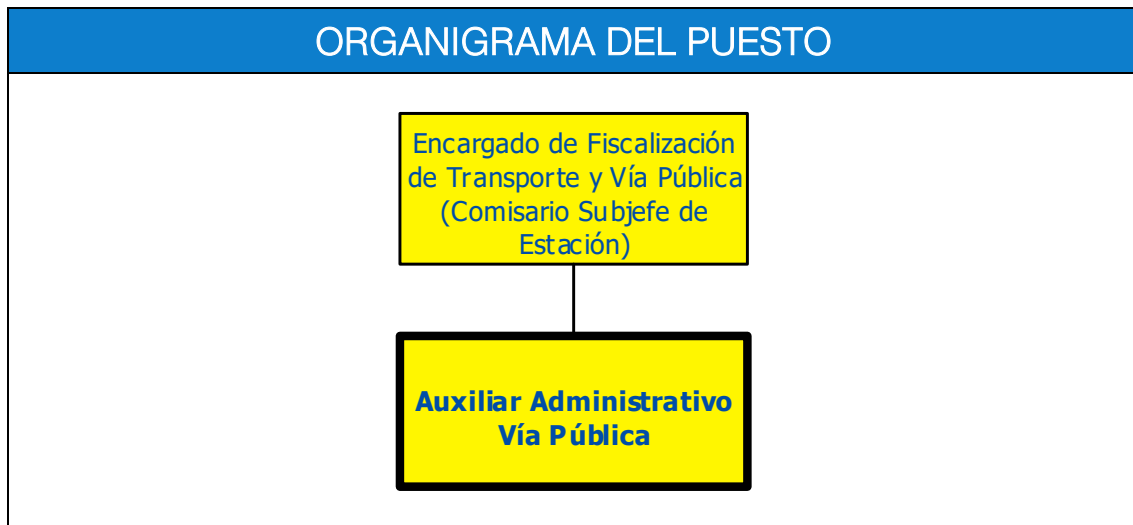 ORGANIGRAMA DEL PUESTO
Encargado de Fiscalización
de Transporte y Vía Pública
(Comisario Subjefe de
Estación)
Auxiliar Administrativo
Vía Pública